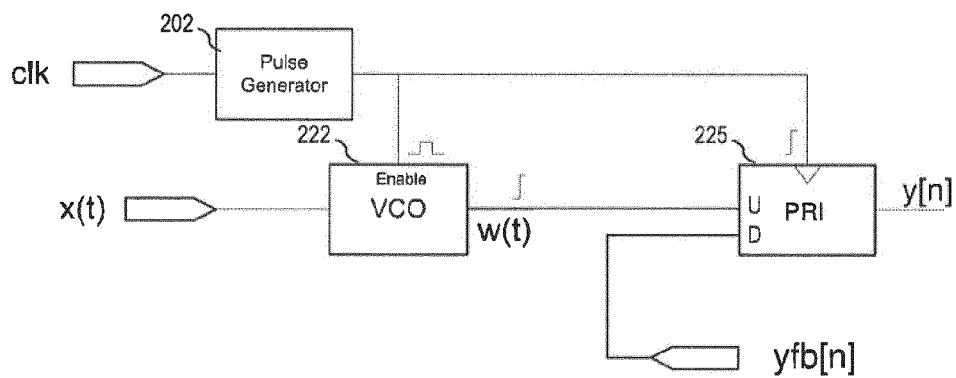 202
clk
Pulse
Generator
222
225
Enable
VCO
x(t)
w(t)
U
D
PRI
y[n]
yfb[n]